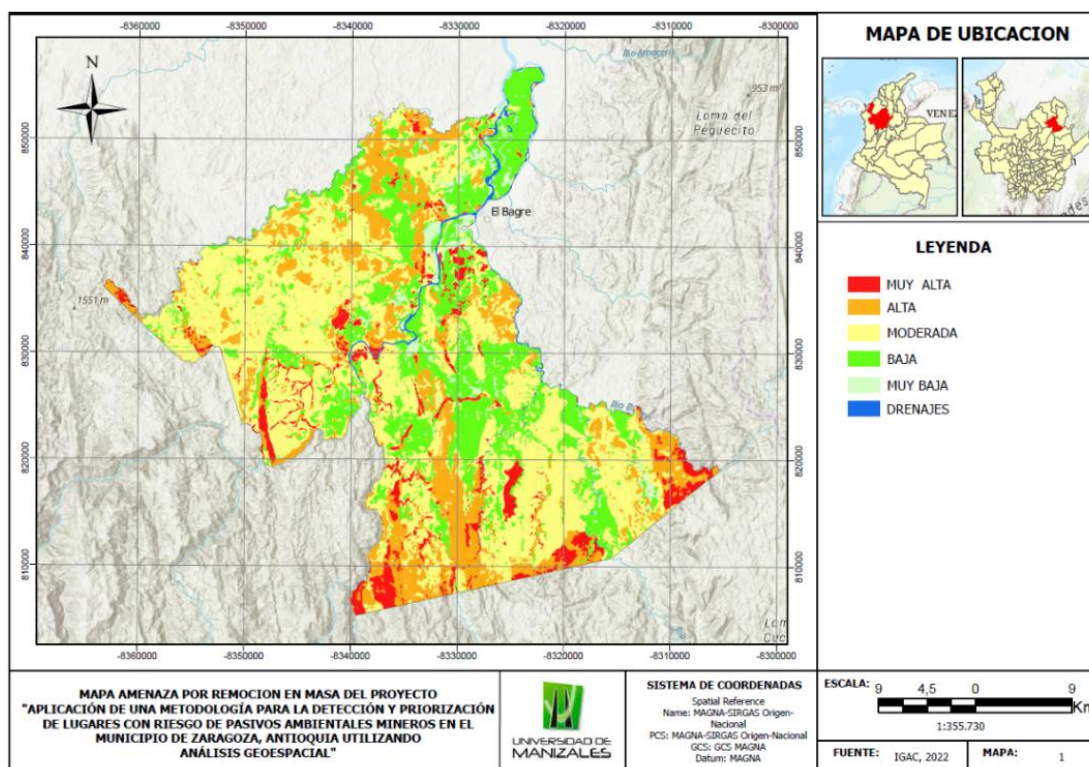 -8360000 -8350000 -8340000 -8330000 -8320000 -8310000 -8300000
N
850000
840000
830000
820000
810000
850000
840000
830000
820000
810000
953 m
Loma del
Peguecito
El Bagre
1551 m
-8360000 -8350000 -8340000 -8330000 -8320000 -8310000 -8300000
MAPA DE UBICACION
LEYENDA
MUY ALTA
ALTA
MODERADA
BAJA
MUY BAJA
DRENAJES
MAPA AMENAZA POR REMOCION EN MASA DEL PROYECTO
"APLICACIÓN DE UNA METODOLOGÍA PARA LA DETECCIÓN Y PRIORIZACIÓN
DE LUGARES CON RIESGO DE PASIVOS AMBIENTALES MINEROS EN EL
MUNICIPIO DE ZARAGOZA, ANTIOQUIA UTILIZANDO
ANÁLISIS GEOESPACIAL"
UNIVERSIDAD DE
MANIZALES
SISTEMA DE COORDENADAS
Spatial Reference
Name: MAGNA-SIRGAS Origen-
Nacional
PCS: MAGNA-SIRGAS Origen-Nacional
GCS: GCS MAGNA
Datum: MAGNA
ESCALA:
9 4,5 0 9
Km
1:355.730
FUENTE: IGAC, 2022
MAPA: 1